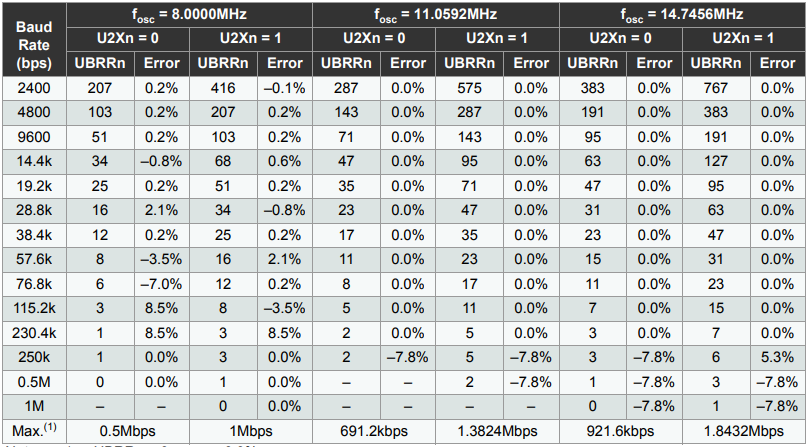 Baud Rate (bps) fosc = 8.0000MHz fosc = 11.0592MHz fosc = 14.7456MHz
U2Xn = 0 U2Xn = 1 U2Xn = 0 U2Xn = 1 U2Xn = 0 U2Xn = 1
UBRRn Error UBRRn Error UBRRn Error UBRRn Error UBRRn Error UBRRn Error
2400 207 0.2% 416 –0.1% 287 0.0% 575 0.0% 383 0.0% 767 0.0%
4800 103 0.2% 207 0.2% 143 0.0% 287 0.0% 191 0.0% 383 0.0%
9600 51 0.2% 103 0.2% 71 0.0% 143 0.0% 95 0.0% 191 0.0%
14.4k 34 –0.8% 68 0.6% 47 0.0% 95 0.0% 63 0.0% 127 0.0%
19.2k 25 0.2% 51 0.2% 35 0.0% 71 0.0% 47 0.0% 95 0.0%
28.8k 16 2.1% 34 –0.8% 23 0.0% 47 0.0% 31 0.0% 63 0.0%
38.4k 12 0.2% 25 0.2% 17 0.0% 35 0.0% 23 0.0% 47 0.0%
57.6k 8 –3.5% 16 2.1% 11 0.0% 23 0.0% 15 0.0% 31 0.0%
76.8k 6 –7.0% 12 0.2% 8 0.0% 17 0.0% 11 0.0% 23 0.0%
115.2k 3 8.5% 8 –3.5% 5 0.0% 11 0.0% 7 0.0% 15 0.0%
230.4k 1 8.5% 3 8.5% 2 0.0% 5 0.0% 3 0.0% 7 0.0%
250k 1 0.0% 3 0.0% 2 –7.8% 5 –7.8% 3 –7.8% 6 5.3%
0.5M 0 0.0% 1 0.0% – – 2 –7.8% 1 –7.8% 3 –7.8%
1M – – 0 0.0% – – – – 0 –7.8% 1 –7.8%
Max.(1) 0.5Mbps 1Mbps 691.2kbps 1.3824Mbps 921.6kbps 1.8432Mbps